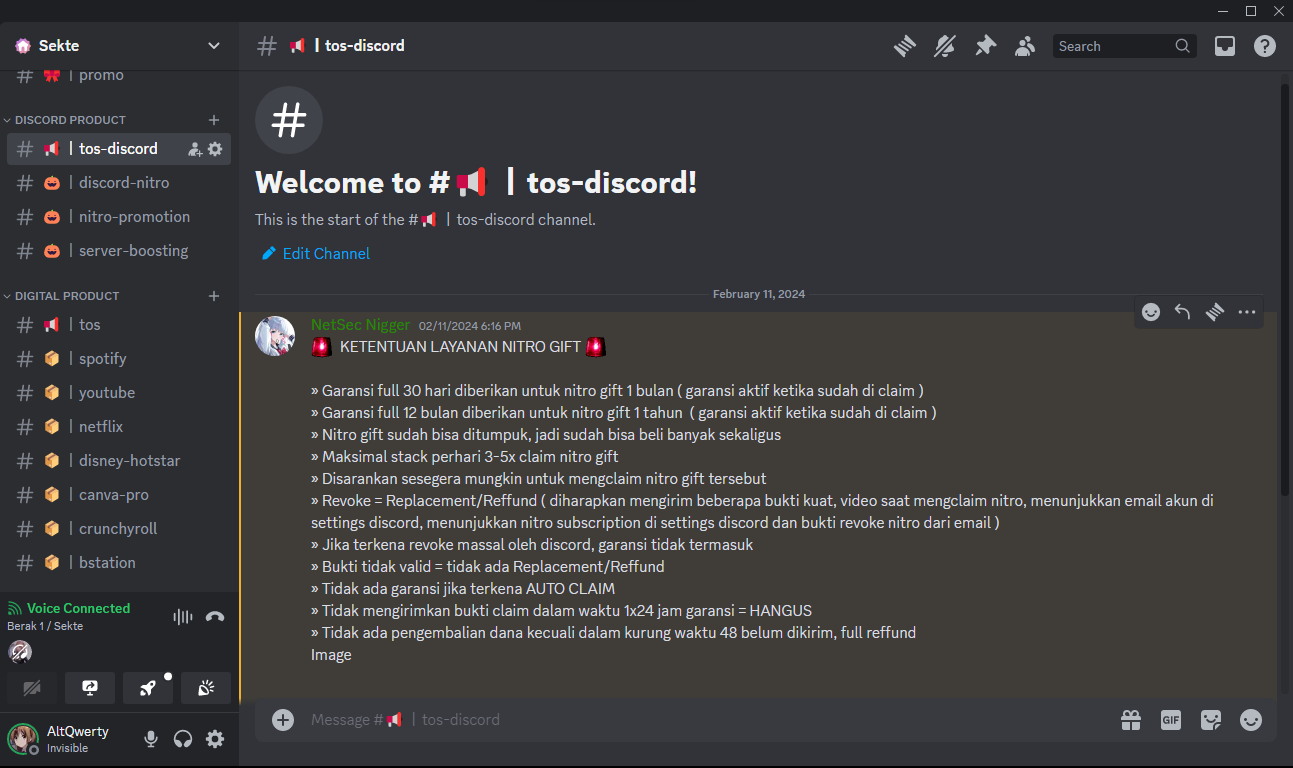 Sekte
| promo
DISCORD PRODUCT
| tos-discord
| discord-nitro
| nitro-promotion
| server-boosting
DIGITAL PRODUCT
| tos
| spotify
| youtube
| netflix
| disney-hotstar
| canva-pro
| crunchyroll
| bstation
Voice Connected
Berak 1 / Sekte
AltQwerty
Invisible
# | tos-discord
Search
#
Welcome to # | tos-discord!
This is the start of the # | tos-discord channel.
Edit Channel
February 11, 2024
NetSec Nigger 02/11/2024 6:16 PM
KETENTUAN LAYANAN NITRO GIFT
» Garansi full 30 hari diberikan untuk nitro gift 1 bulan ( garansi aktif ketika sudah di claim )
» Garansi full 12 bulan diberikan untuk nitro gift 1 tahun ( garansi aktif ketika sudah di claim )
» Nitro gift sudah bisa ditumpuk, jadi sudah bisa beli banyak sekaligus
» Maksimal stack perhari 3-5x claim nitro gift
» Disarankan sesegera mungkin untuk mengclaim nitro gift tersebut
» Revoke = Replacement/Reffund ( diharapkan mengirim beberapa bukti kuat, video saat mengclaim nitro, menunjukkan email akun di
settings discord, menunjukkan nitro subscription di settings discord dan bukti revoke nitro dari email )
» Jika terkena revoke massal oleh discord, garansi tidak termasuk
» Bukti tidak valid = tidak ada Replacement/Reffund
» Tidak ada garansi jika terkena AUTO CLAIM
» Tidak mengirimkan bukti claim dalam waktu 1x24 jam garansi = HANGUS
» Tidak ada pengembalian dana kecuali dalam kurung waktu 48 belum dikirim, full reffund
Image
Message # | tos-discord
GIF